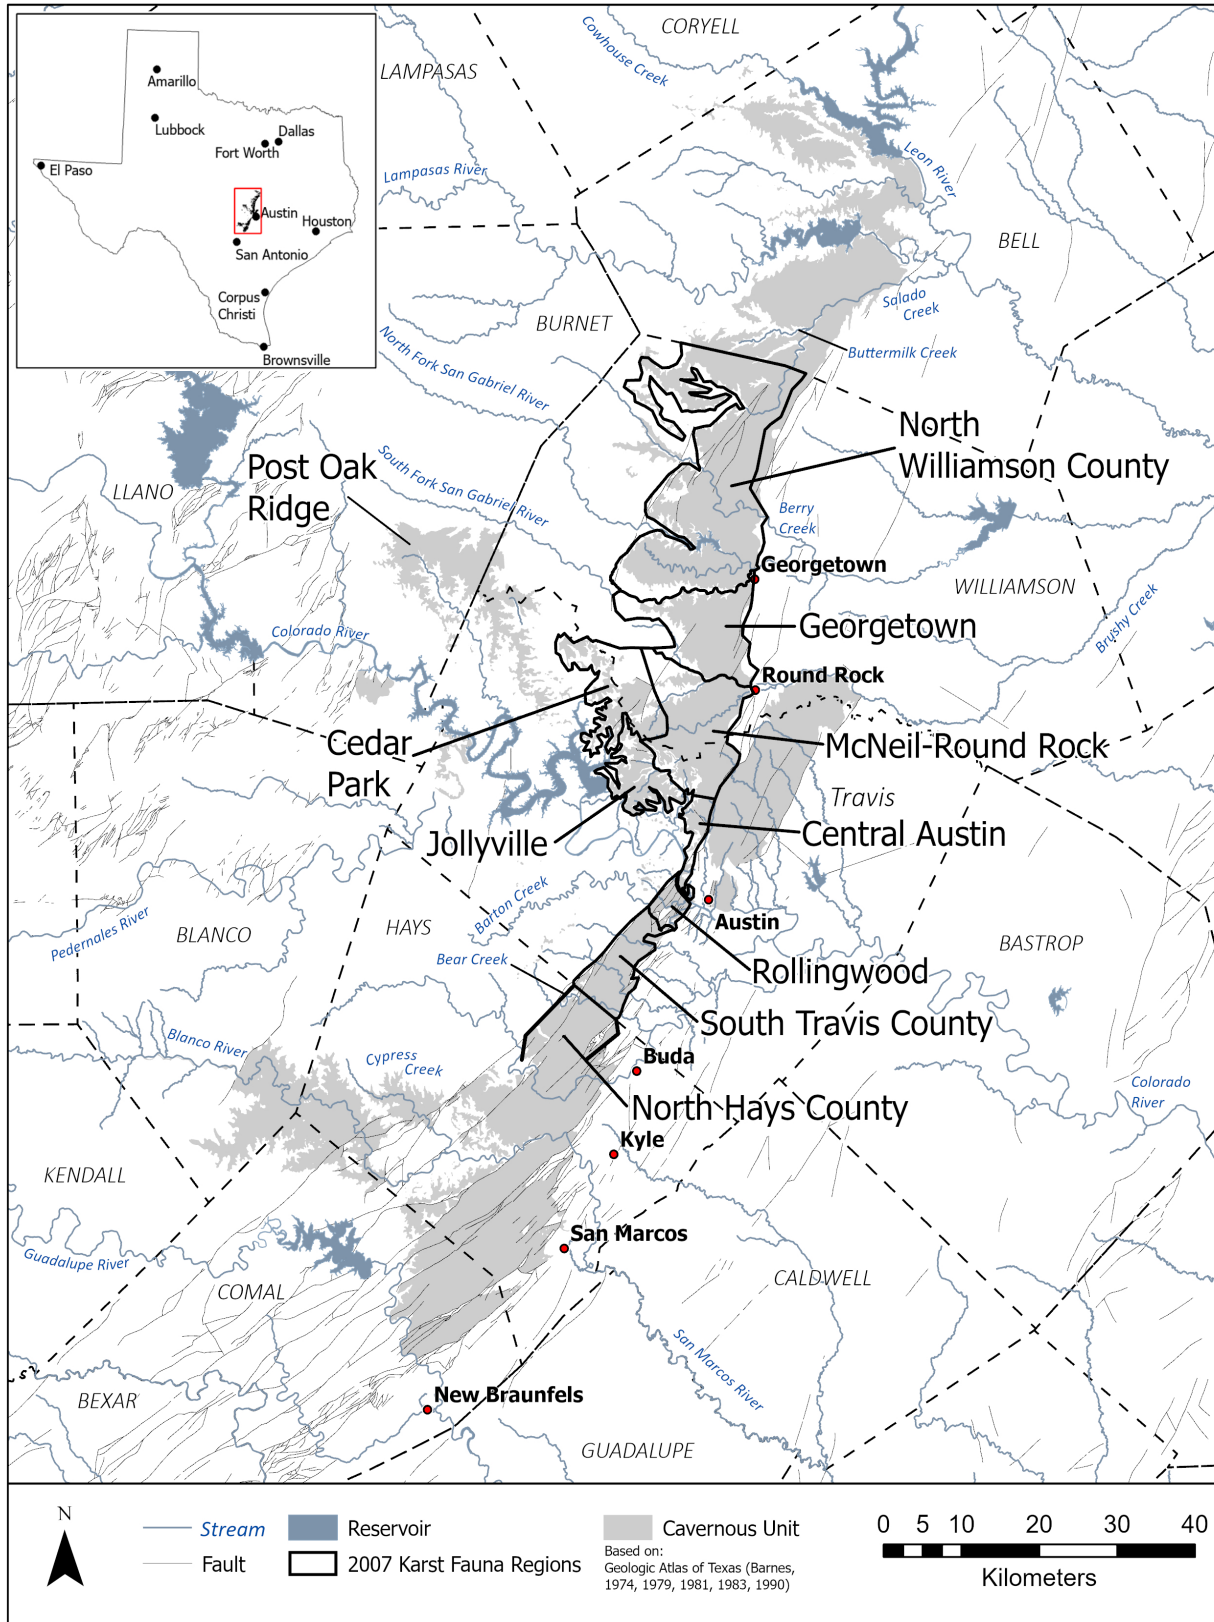 Amarillo
Lubbock
Dallas
Fort Worth
El Paso
Austin
Houston
San Antonio
Corpus
Christi
Brownsville
CORYELL
Cowhouse Creek
LAMPASAS
Leon River
Lampasas River
BELL
Salado
Creek
BURNET
Buttermilk Creek
North Fork San Gabriel River
North
Williamson County
South Fork San Gabriel River
Post Oak
Ridge
LLANO
Berry
Creek
Georgetown
WILLIAMSON
Brushy Creek
Georgetown
Colorado River
Round Rock
Cedar
Park
McNeil-Round Rock
Travis
Jollyville
Central Austin
Barton Creek
Pedernales River
BLANCO
HAYS
Austin
BASTROP
Bear Creek
Rollingwood
South Travis County
Blanco River
Cypress
Creek
Buda
Colorado
River
North Hays County
Kyle
KENDALL
San Marcos
Guadalupe River
COMAL
CALDWELL
San Marcos River
BEXAR
New Braunfels
GUADALUPE
N
Stream
Reservoir
Cavernous Unit
Fault
2007 Karst Fauna Regions
Based on:
Geologic Atlas of Texas (Barnes,
1974, 1979, 1981, 1983, 1990)
0 5 10 20 30 40
Kilometers